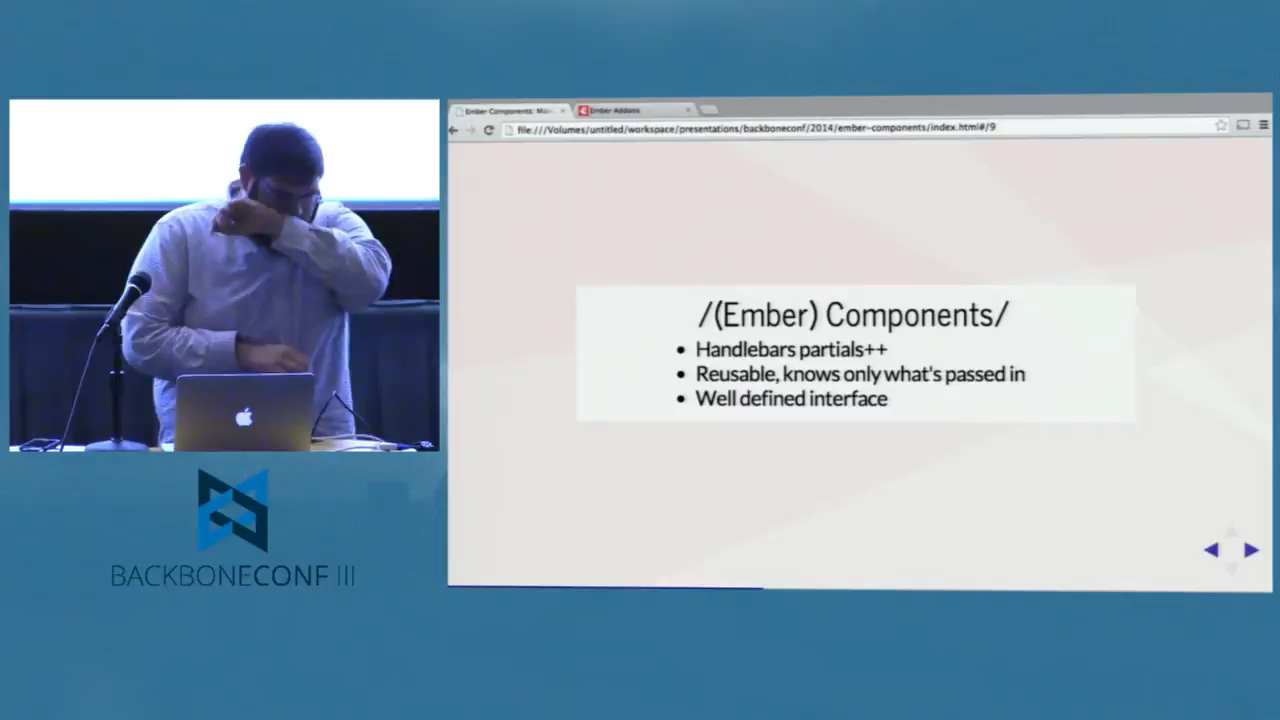 Ember Components: Mak
Ember Addons
file:///Volumes/untitled/workspace/presentations/backboneconf/2014/ember-components/index.html#/9
/(Ember) Components/
• Handlebars partials++
• Reusable, knows only what's passed in
• Well defined interface
BACKBONECONF III